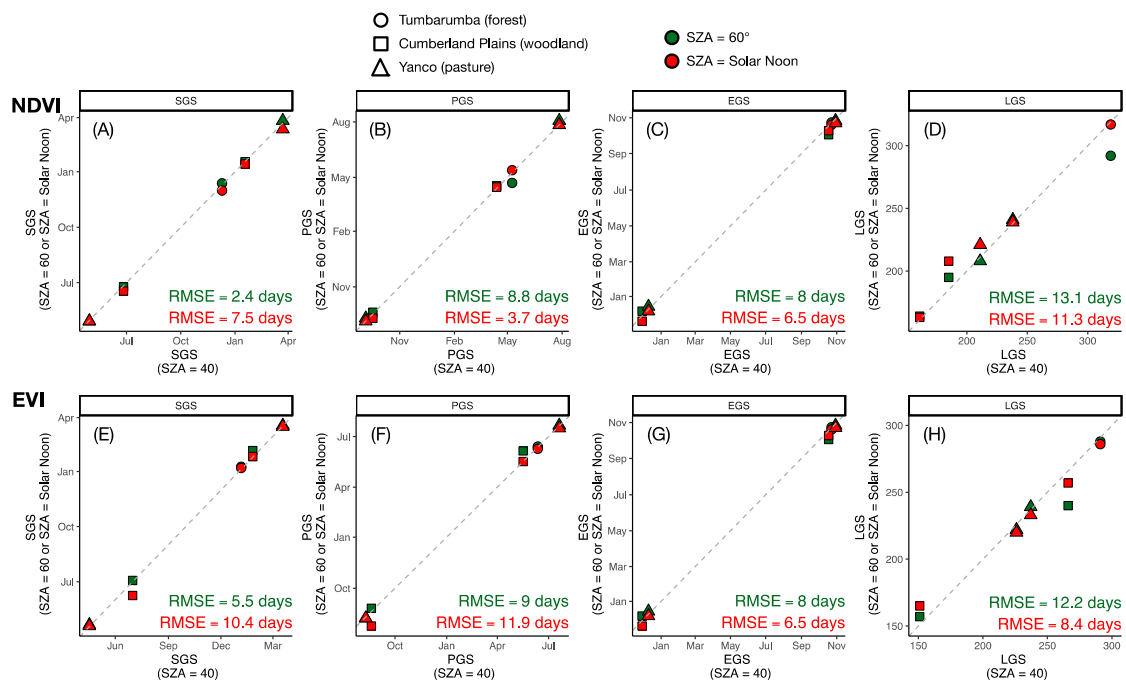 Tumbarumba (forest)
Cumberland Plains (woodland)
Yanco (pasture)
SZA = 60°
SZA = Solar Noon
NDVI
SGS
(A)
Apr
Jan
Oct
Jul
SGS
(SZA = 60 or SZA = Solar Noon)
RMSE = 2.4 days
RMSE = 7.5 days
Jul
Oct
Jan
Apr
SGS
(SZA = 40)
PGS
(B)
Aug
May
Feb
Nov
PGS
(SZA = 60 or SZA = Solar Noon)
RMSE = 8.8 days
RMSE = 3.7 days
Nov
Feb
May
Aug
PGS
(SZA = 40)
EGS
(C)
Nov
Sep
Jul
May
Mar
Jan
EGS
(SZA = 60 or SZA = Solar Noon)
RMSE = 8 days
RMSE = 6.5 days
Jan
Mar
May
Jul
Sep
Nov
EGS
(SZA = 40)
LGS
(D)
300
250
200
LGS
(SZA = 60 or SZA = Solar Noon)
RMSE = 13.1 days
RMSE = 11.3 days
200
250
300
LGS
(SZA = 40)
EVI
SGS
(E)
Apr
Jan
Oct
Jul
SGS
(SZA = 60 or SZA = Solar Noon)
RMSE = 5.5 days
RMSE = 10.4 days
Jun
Sep
Dec
Mar
SGS
(SZA = 40)
PGS
(F)
Jul
Apr
Jan
Oct
PGS
(SZA = 60 or SZA = Solar Noon)
RMSE = 9 days
RMSE = 11.9 days
Oct
Jan
Apr
Jul
PGS
(SZA = 40)
EGS
(G)
Nov
Sep
Jul
May
Mar
Jan
EGS
(SZA = 60 or SZA = Solar Noon)
RMSE = 8 days
RMSE = 6.5 days
Jan
Mar
May
Jul
Sep
Nov
EGS
(SZA = 40)
LGS
(H)
300
250
200
150
LGS
(SZA = 60 or SZA = Solar Noon)
RMSE = 12.2 days
RMSE = 8.4 days
150
200
250
300
LGS
(SZA = 40)